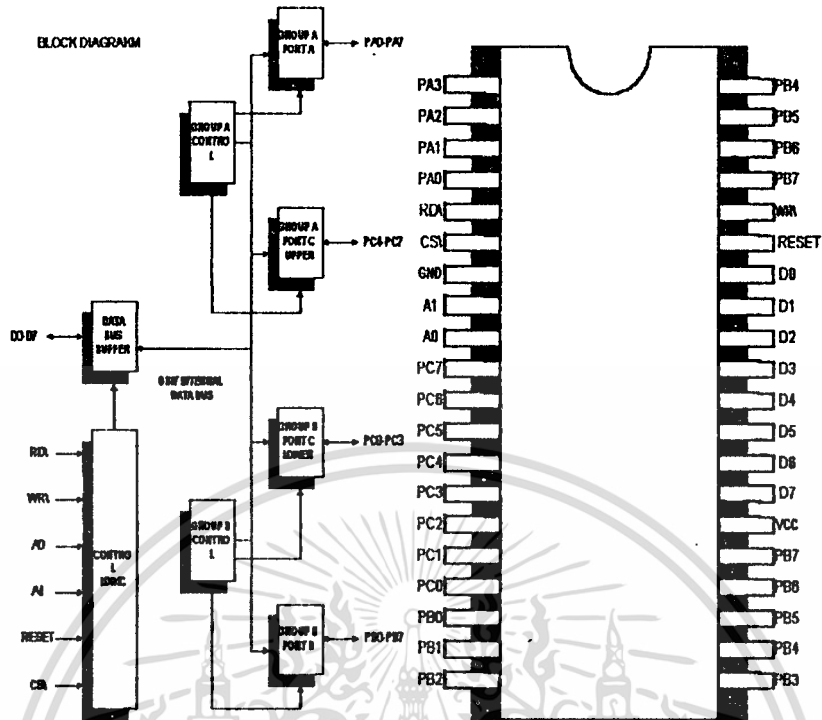 BLOCK DIAGRAKM
GROUP A
PORT A
PA0-PA7
GROUP A
CONTRO
L
GROUP A
PORT C
UPPER
PC4-PC7
DATA
BUS
BUFFER
D0-D7
8 BIT INTERNAL
DATA BUS
GROUP B
PORT C
LOWER
PC0-PC3
RD\
WR\
A0
A1
RESET
CS\
CONTRO
L
LOGIC
GROUP B
CONTRO
L
GROUP B
PORT B
PB0-PB7
PA3
PA2
PA1
PA0
RD\
CS\
GND
A1
A0
PC7
PC6
PC5
PC4
PC3
PC2
PC1
PC0
PB0
PB1
PB2
PB4
PB5
PB6
PB7
WR\
RESET
D0
D1
D2
D3
D4
D5
D6
D7
VCC
PB7
PB6
PB5
PB4
PB3